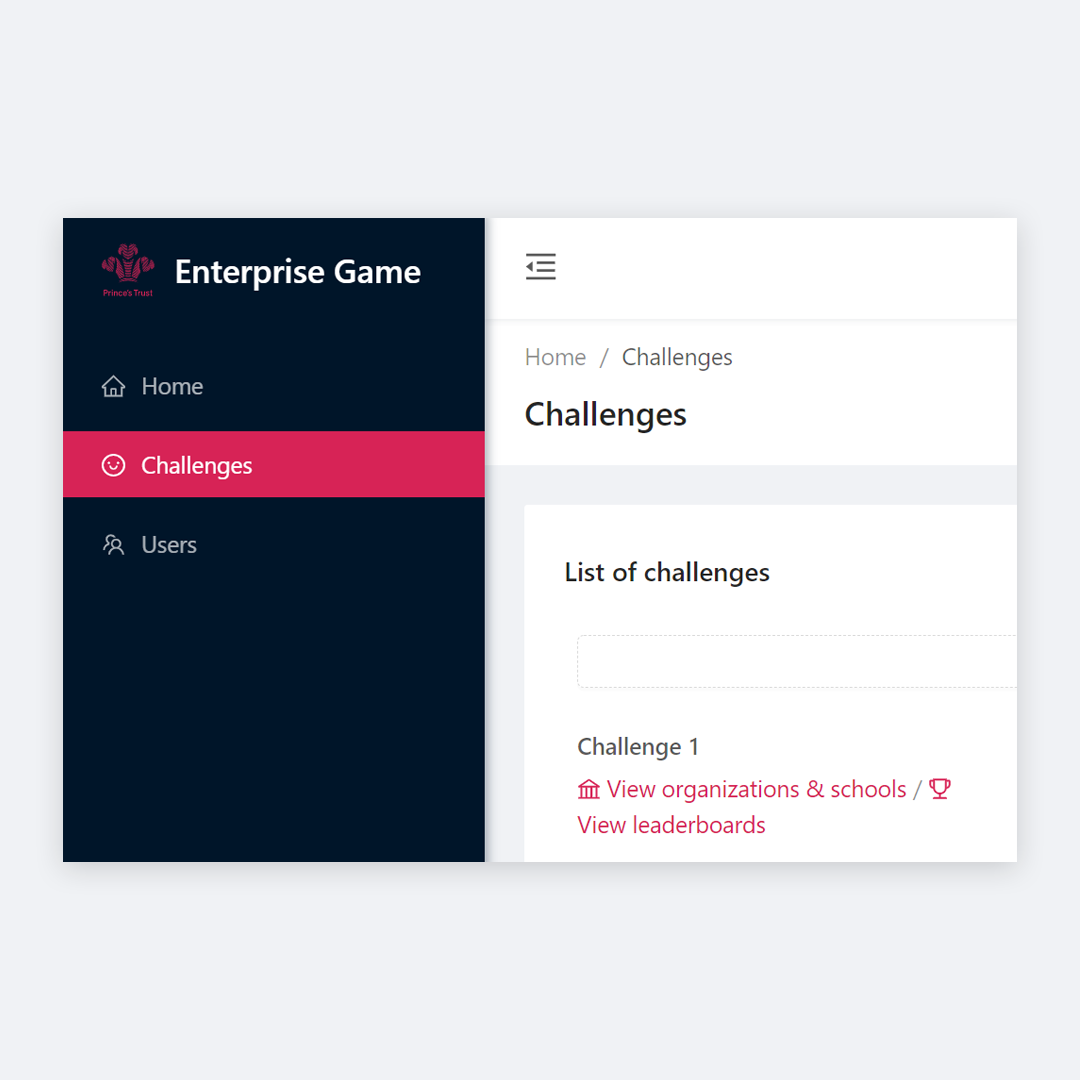 Prince's Trust
Enterprise Game
Home
Challenges
Users
Home / Challenges
Challenges
List of challenges
Challenge 1
View organizations & schools /
View leaderboards